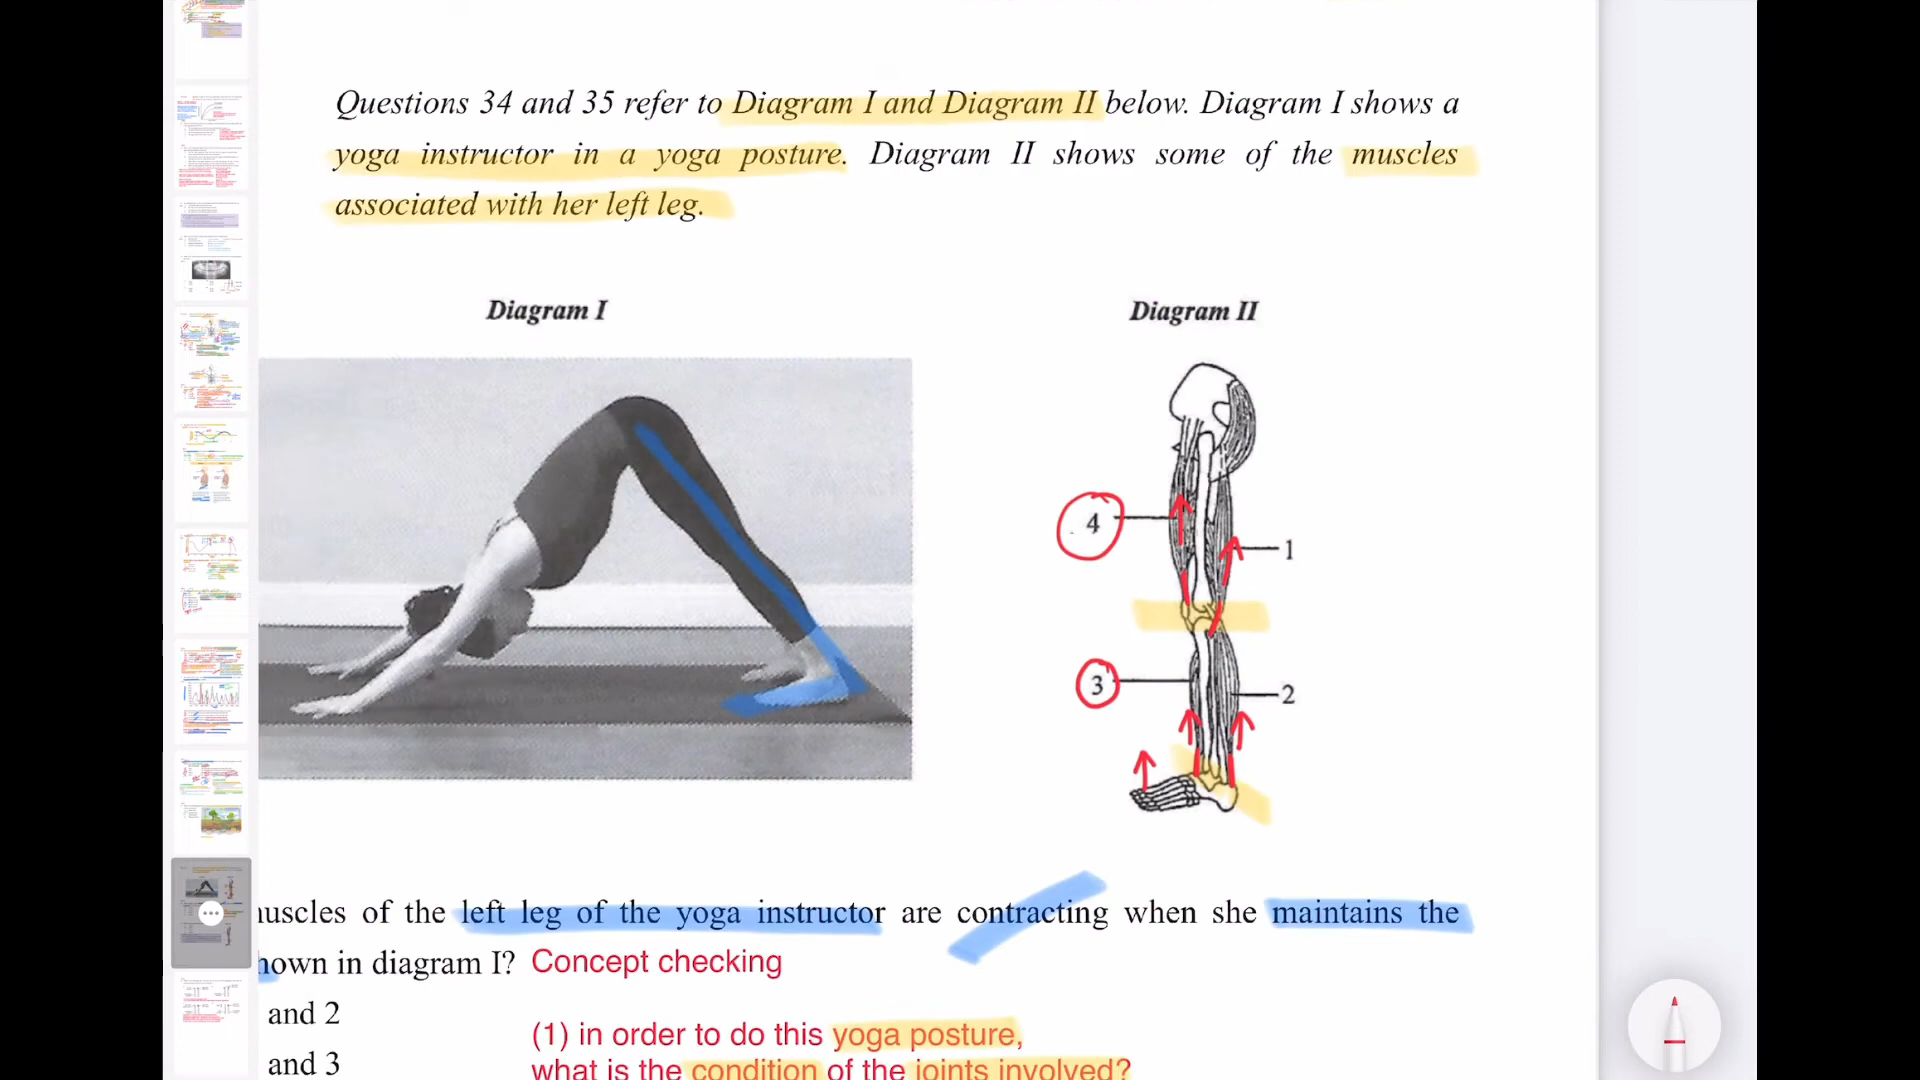 Questions 34 and 35 refer to Diagram I and Diagram II below. Diagram I shows a
yoga instructor in a yoga posture. Diagram II shows some of the muscles
associated with her left leg.
Diagram I
Diagram II
4
1
3
2
muscles of the left leg of the yoga instructor are contracting when she maintains the
shown in diagram I? Concept checking
and 2
(1) in order to do this yoga posture,
and 3
what is the condition of the joints involved?